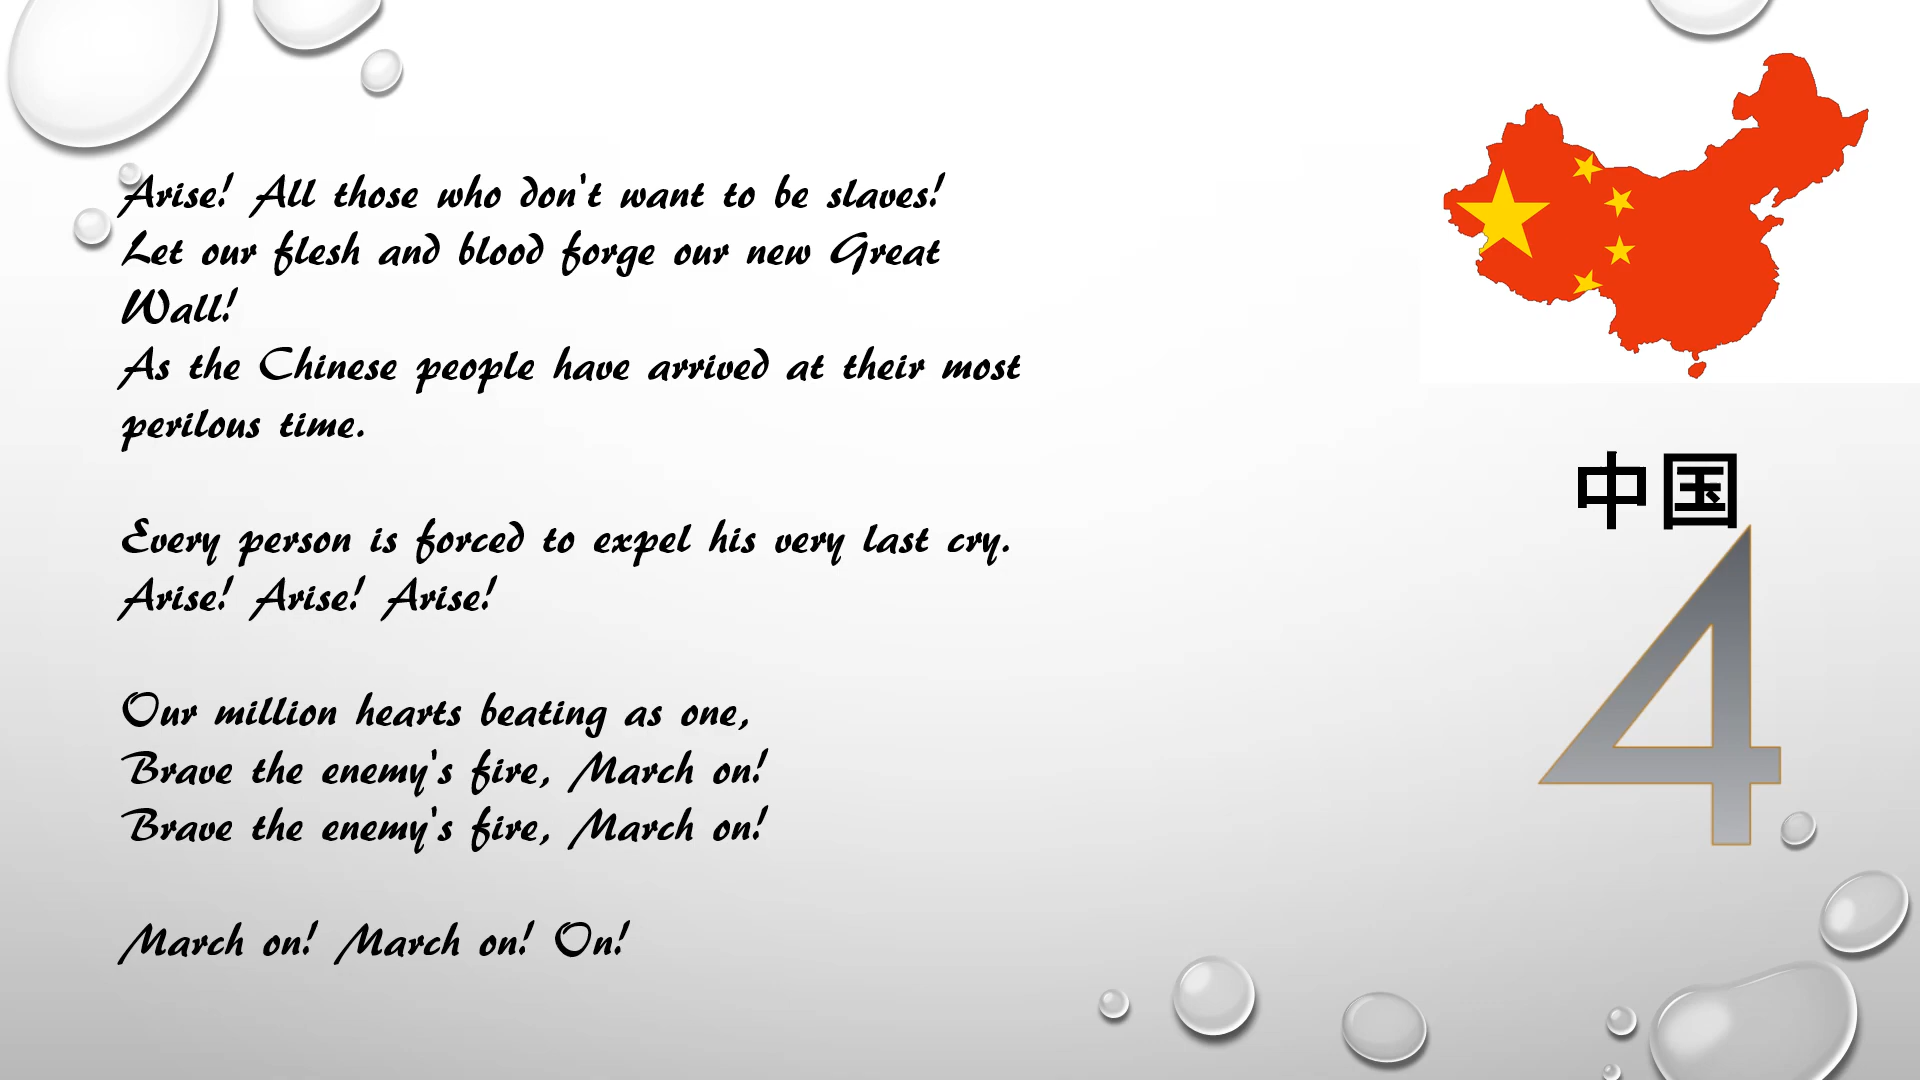 Arise! All those who don't want to be slaves!
Let our flesh and blood forge our new Great
Wall!
As the Chinese people have arrived at their most
perilous time.
Every person is forced to expel his very last cry.
Arise! Arise! Arise!
Our million hearts beating as one,
Brave the enemy's fire, March on!
Brave the enemy's fire, March on!
March on! March on! On!
中国
4